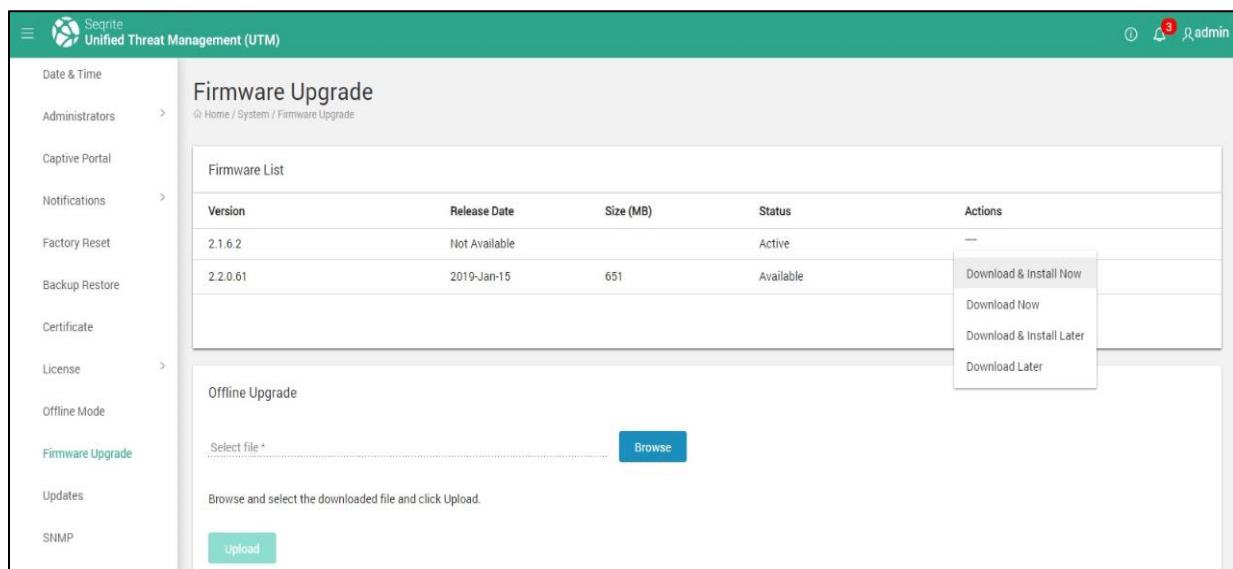 Seqrite
Unified Threat Management (UTM)
3
admin
Date & Time
Administrators
Captive Portal
Notifications
Factory Reset
Backup Restore
Certificate
License
Offline Mode
Firmware Upgrade
Updates
SNMP
Firmware Upgrade
Home / System / Firmware Upgrade
Firmware List
Version Release Date Size (MB) Status Actions
2.1.6.2 Not Available Active —
2.2.0.61 2019-Jan-15 651 Available
Download & Install Now
Download Now
Download & Install Later
Download Later
Offline Upgrade
Select file * Browse
Browse and select the downloaded file and click Upload.
Upload